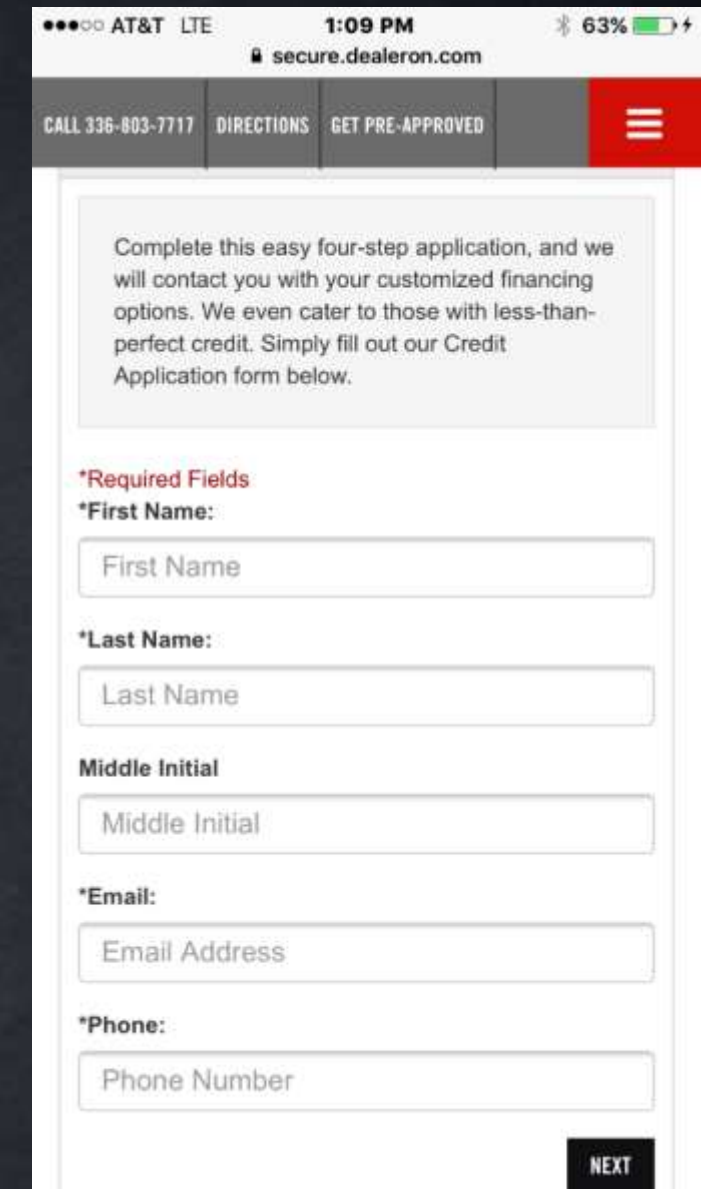 AT&T LTE 1:09 PM 63%
secure.dealeron.com
CALL 336-803-7717 DIRECTIONS GET PRE-APPROVED
Complete this easy four-step application, and we
will contact you with your customized financing
options. We even cater to those with less-than-
perfect credit. Simply fill out our Credit
Application form below.
*Required Fields
*First Name:
First Name
*Last Name:
Last Name
Middle Initial
Middle Initial
*Email:
Email Address
*Phone:
Phone Number
NEXT